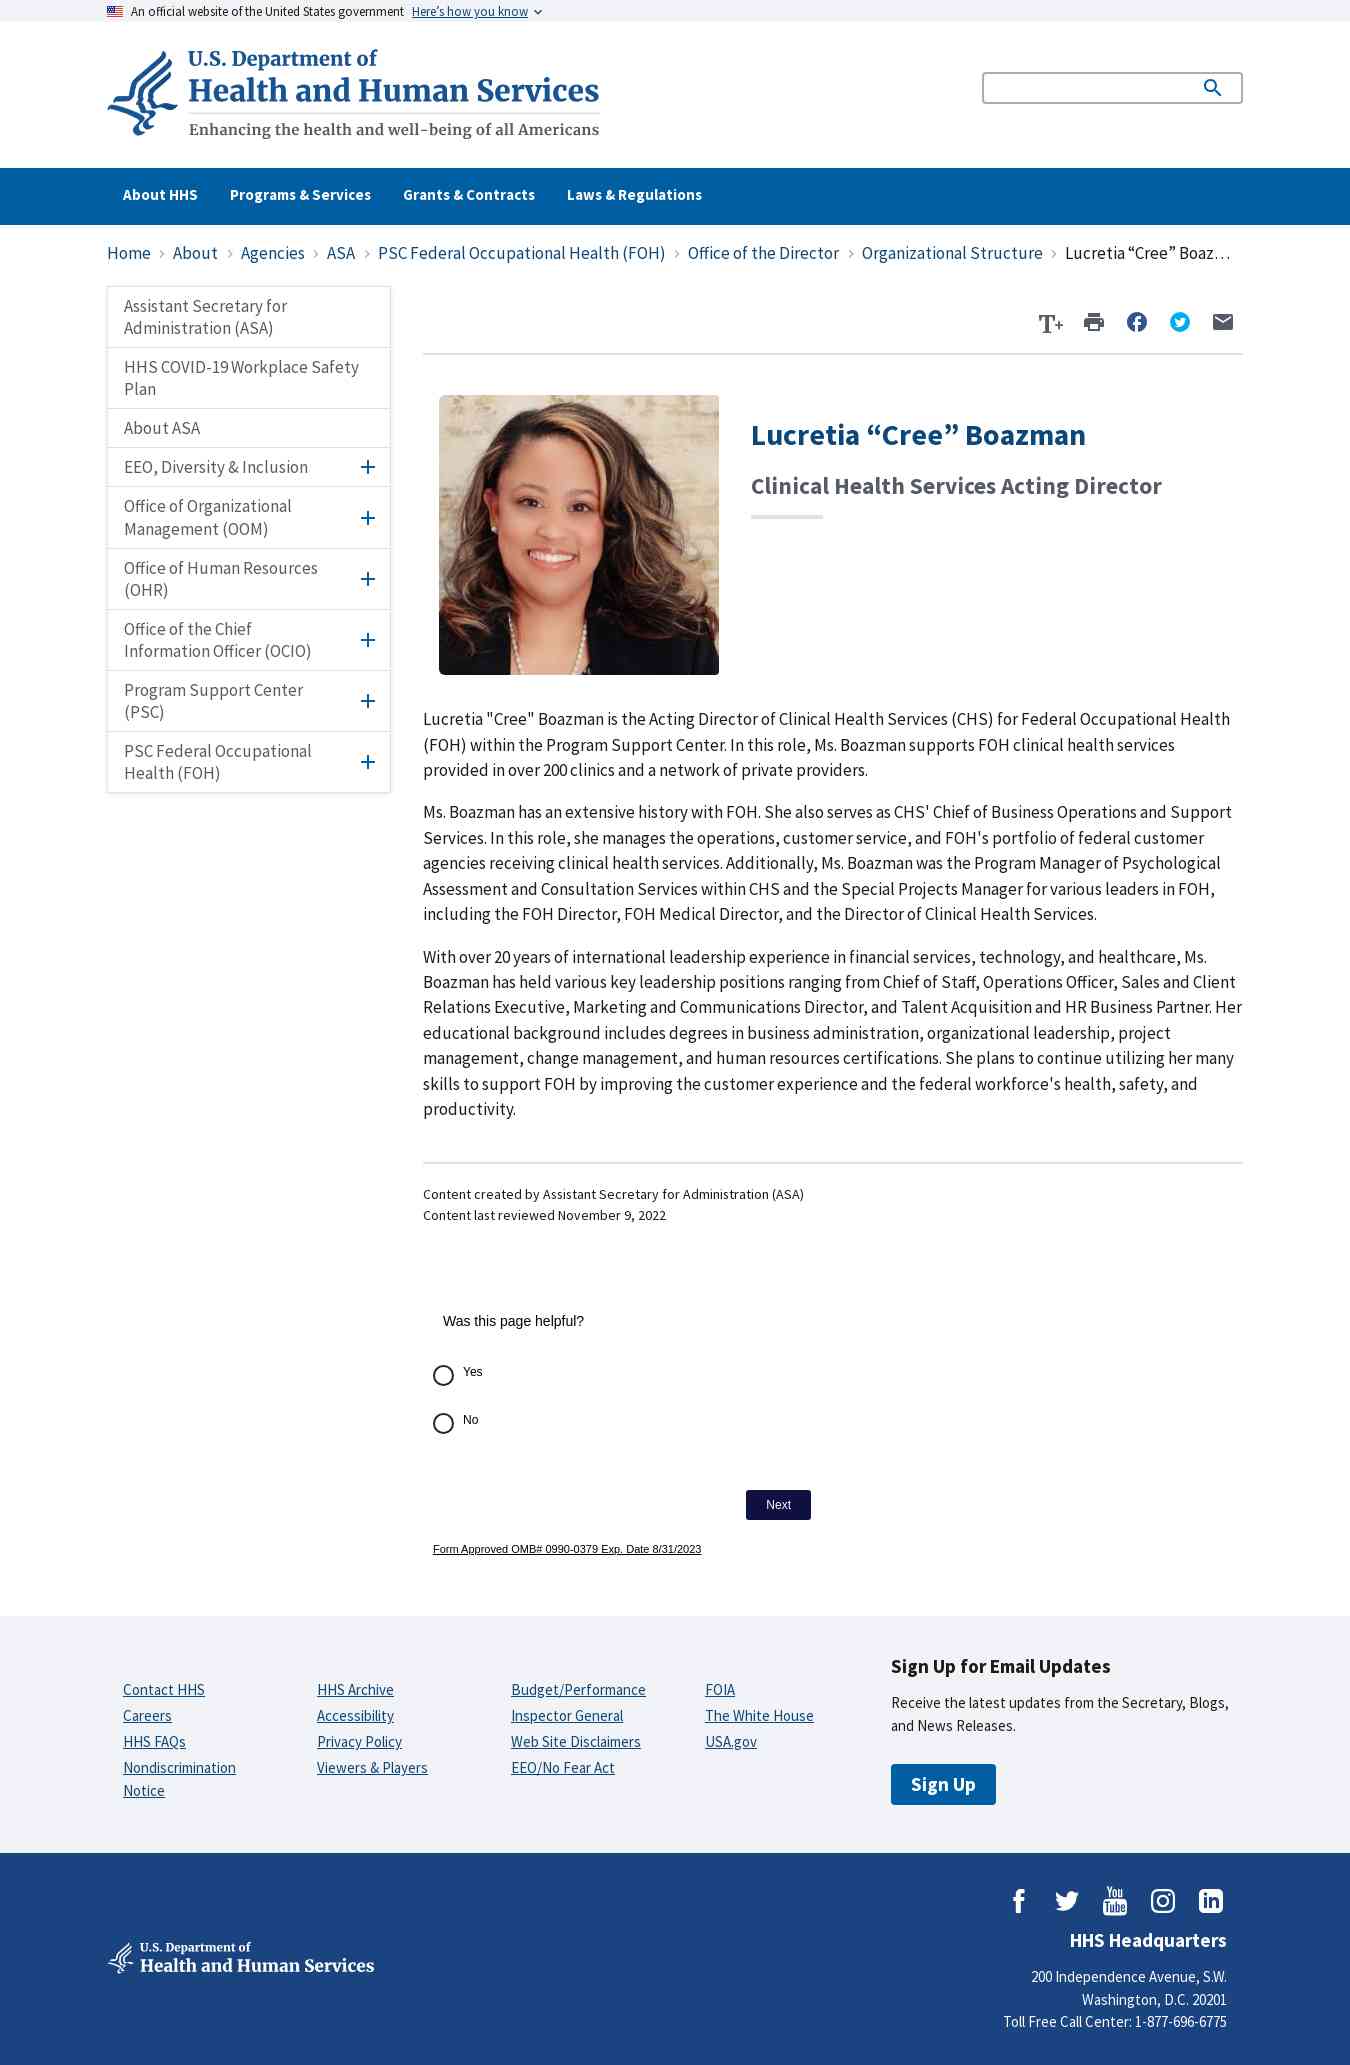 An official website of the United States government Here’s how you know
U.S. Department of
Health and Human Services
Enhancing the health and well-being of all Americans
About HHS Programs & Services Grants & Contracts Laws & Regulations
Home › About › Agencies › ASA › PSC Federal Occupational Health (FOH) › Office of the Director › Organizational Structure › Lucretia “Cree” Boaz…
Assistant Secretary for
Administration (ASA)
HHS COVID-19 Workplace Safety
Plan
About ASA
EEO, Diversity & Inclusion
Office of Organizational
Management (OOM)
Office of Human Resources
(OHR)
Office of the Chief
Information Officer (OCIO)
Program Support Center
(PSC)
PSC Federal Occupational
Health (FOH)
T+
Lucretia “Cree” Boazman
Clinical Health Services Acting Director
Lucretia "Cree" Boazman is the Acting Director of Clinical Health Services (CHS) for Federal Occupational Health
(FOH) within the Program Support Center. In this role, Ms. Boazman supports FOH clinical health services
provided in over 200 clinics and a network of private providers.
Ms. Boazman has an extensive history with FOH. She also serves as CHS' Chief of Business Operations and Support
Services. In this role, she manages the operations, customer service, and FOH's portfolio of federal customer
agencies receiving clinical health services. Additionally, Ms. Boazman was the Program Manager of Psychological
Assessment and Consultation Services within CHS and the Special Projects Manager for various leaders in FOH,
including the FOH Director, FOH Medical Director, and the Director of Clinical Health Services.
With over 20 years of international leadership experience in financial services, technology, and healthcare, Ms.
Boazman has held various key leadership positions ranging from Chief of Staff, Operations Officer, Sales and Client
Relations Executive, Marketing and Communications Director, and Talent Acquisition and HR Business Partner. Her
educational background includes degrees in business administration, organizational leadership, project
management, change management, and human resources certifications. She plans to continue utilizing her many
skills to support FOH by improving the customer experience and the federal workforce's health, safety, and
productivity.
Content created by Assistant Secretary for Administration (ASA)
Content last reviewed November 9, 2022
Was this page helpful?
Yes
No
Next
Form Approved OMB# 0990-0379 Exp. Date 8/31/2023
Contact HHS
Careers
HHS FAQs
Nondiscrimination
Notice
HHS Archive
Accessibility
Privacy Policy
Viewers & Players
Budget/Performance
Inspector General
Web Site Disclaimers
EEO/No Fear Act
FOIA
The White House
USA.gov
Sign Up for Email Updates
Receive the latest updates from the Secretary, Blogs,
and News Releases.
Sign Up
You
Tube
in
U.S. Department of
Health and Human Services
HHS Headquarters
200 Independence Avenue, S.W.
Washington, D.C. 20201
Toll Free Call Center: 1-877-696-6775